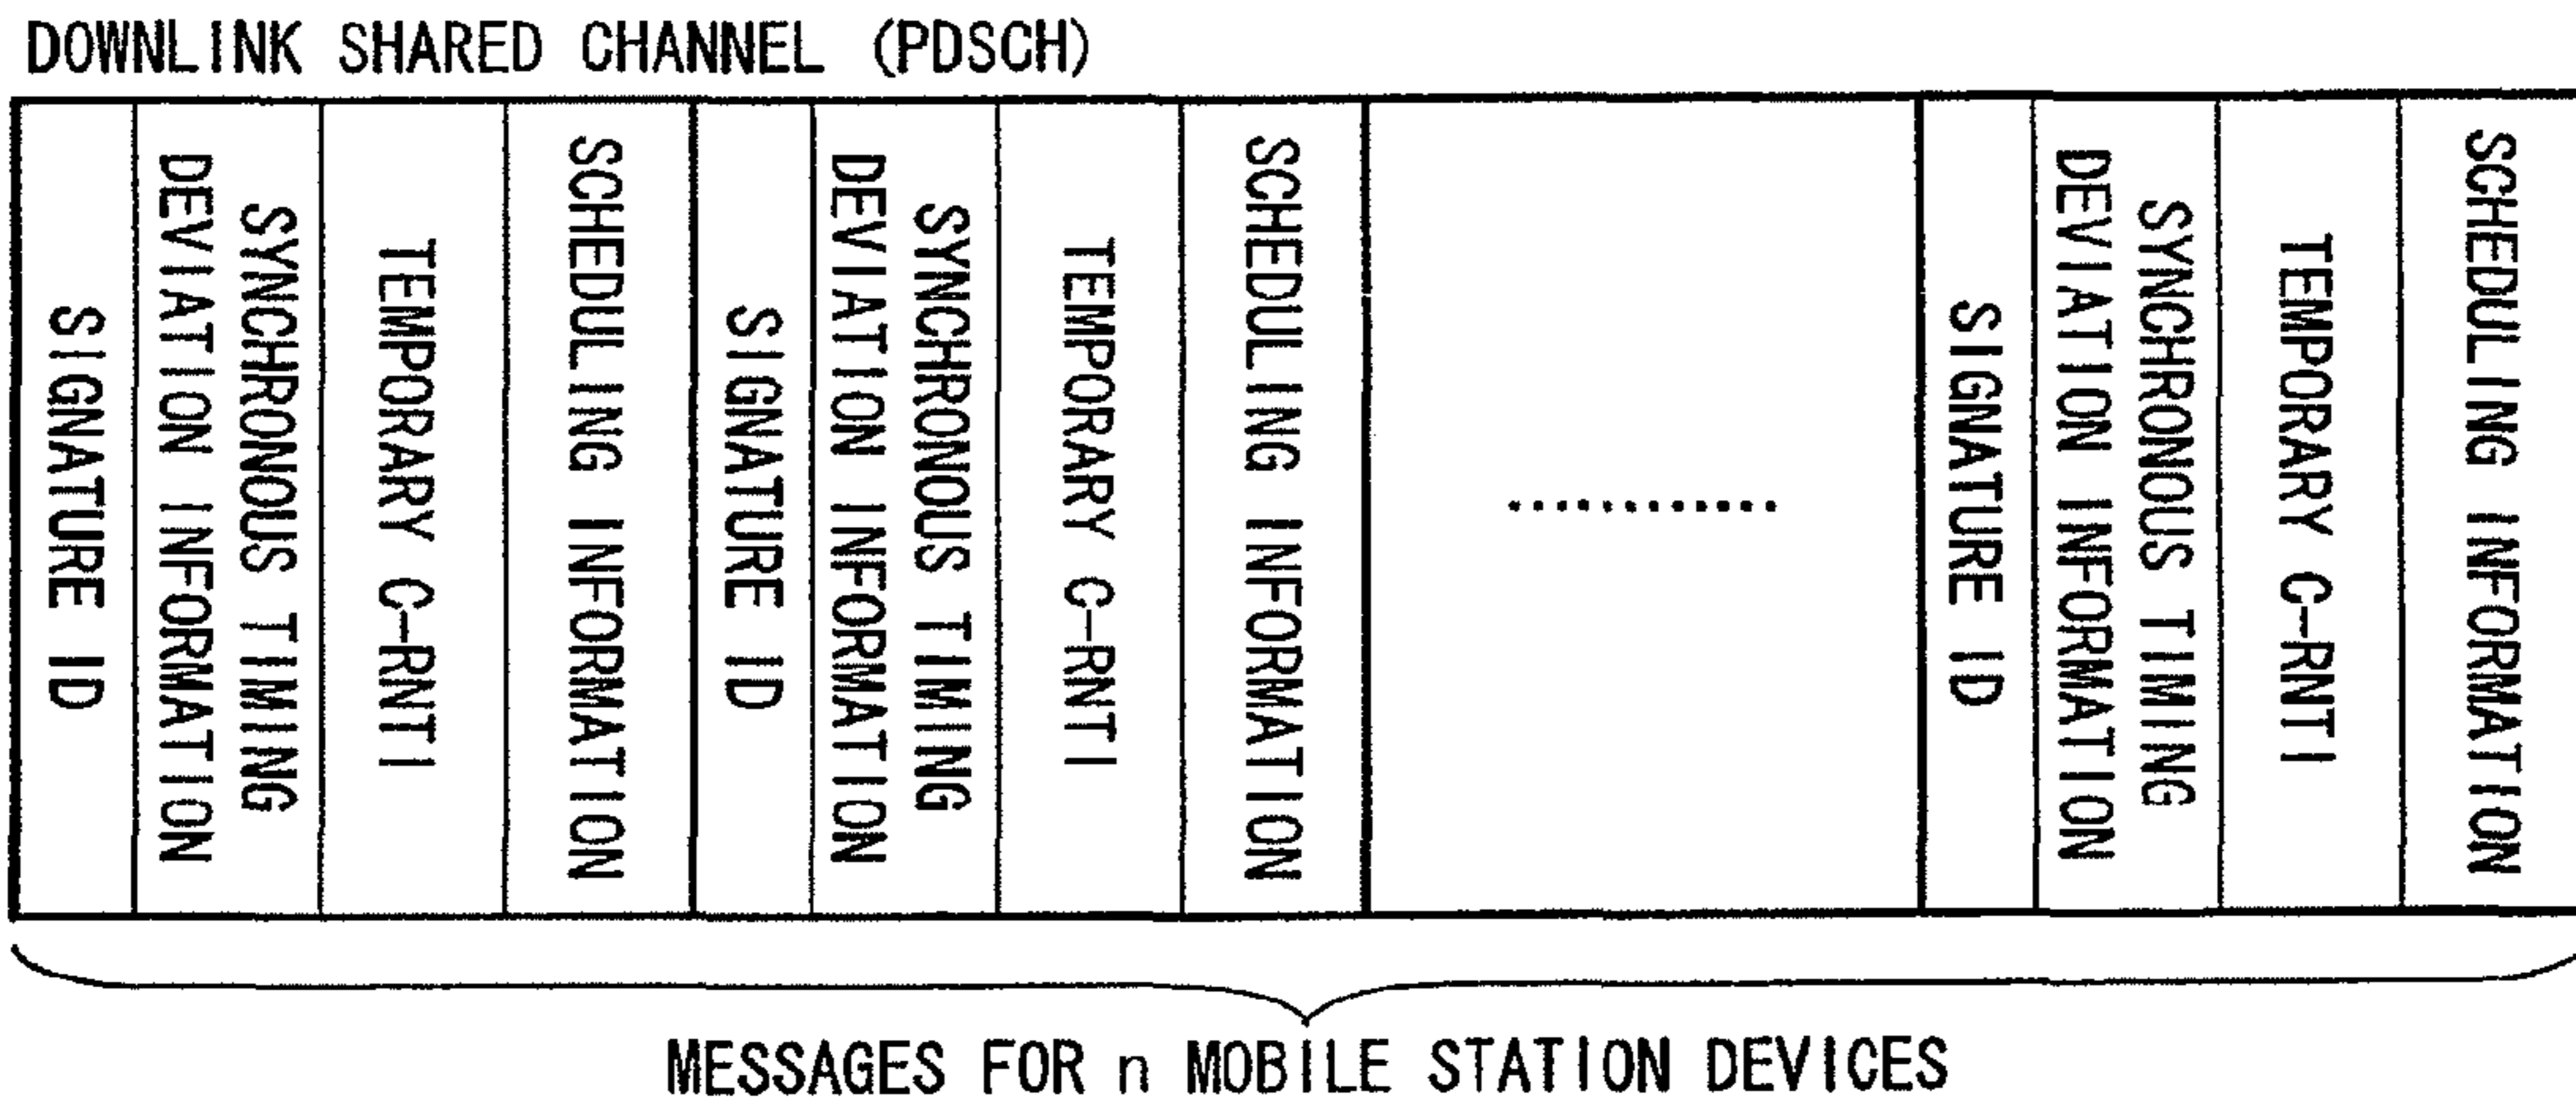 DOWNLINK SHARED CHANNEL (PDSCH)
SIGNATURE ID
SYNCHRONOUS TIMING
DEVIATION INFORMATION
TEMPORARY C-RNTI
SCHEDULING INFORMATION
SIGNATURE ID
SYNCHRONOUS TIMING
DEVIATION INFORMATION
TEMPORARY C-RNTI
SCHEDULING INFORMATION
...........
SIGNATURE ID
SYNCHRONOUS TIMING
DEVIATION INFORMATION
TEMPORARY C-RNTI
SCHEDULING INFORMATION
MESSAGES FOR n MOBILE STATION DEVICES